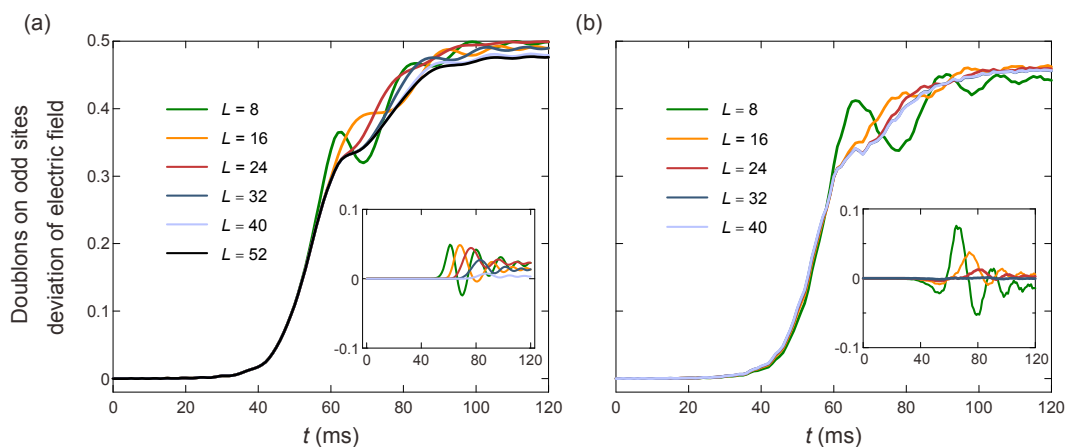 (a)
Doublons on odd sites
deviation of electric field
0.5
0.4
0.3
0.2
0.1
0
L = 8
L = 16
L = 24
L = 32
L = 40
L = 52
0.1
0
-0.1
0 40 80 120
0 20 40 60 80 100 120
t (ms)
(b)
L = 8
L = 16
L = 24
L = 32
L = 40
0.1
0
-0.1
0 40 80 120
0 20 40 60 80 100 120
t (ms)